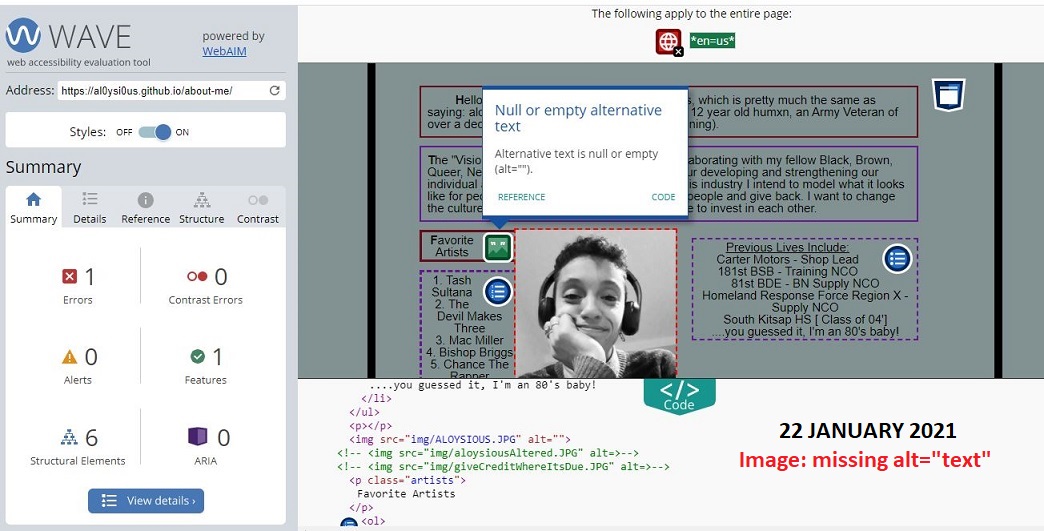 WAVE
web accessibility evaluation tool
powered by
WebAIM
Address: https://al0ysi0us.github.io/about-me/
Styles: OFF ON
Summary
Summary Details Reference Structure Contrast
1
Errors
0
Contrast Errors
0
Alerts
1
Features
6
Structural Elements
0
ARIA
View details ›
The following apply to the entire page:
*en=us*
Hello
s, which is pretty much the same as
saying: alo
12 year old humxn, an Army Veteran of
over a dec
ning).
Null or empty alternative
text
Alternative text is null or empty
(alt="").
REFERENCE CODE
The "Visio
aborating with my fellow Black, Brown,
Queer, Ne
ur developing and strengthening our
individual
his industry I intend to model what it looks
like for peo
people and give back. I want to change
the culture
e to invest in each other.
Favorite
Artists
1. Tash
Sultana
2. The
Devil Makes
Three
3. Mac Miller
4. Bishop Briggs
5. Chance The
Rapper
Previous Lives Include:
Carter Motors - Shop Lead
181st BSB - Training NCO
81st BDE - BN Supply NCO
Homeland Response Force Region X -
Supply NCO
South Kitsap HS [ Class of 04']
....you guessed it, I'm an 80's baby!
....you guessed it, I'm an 80's baby!
</li>
</ul>
<p></p>
<img src="img/ALOYSIOUS.JPG" alt="">
<!-- <img src="img/aloysiousAltered.JPG" alt=>-->
<!-- <img src="img/giveCreditWhereItsDue.JPG" alt=>-->
<p class="artists">
Favorite Artists
</p>
<ol>
</>
Code
22 JANUARY 2021
Image: missing alt="text"